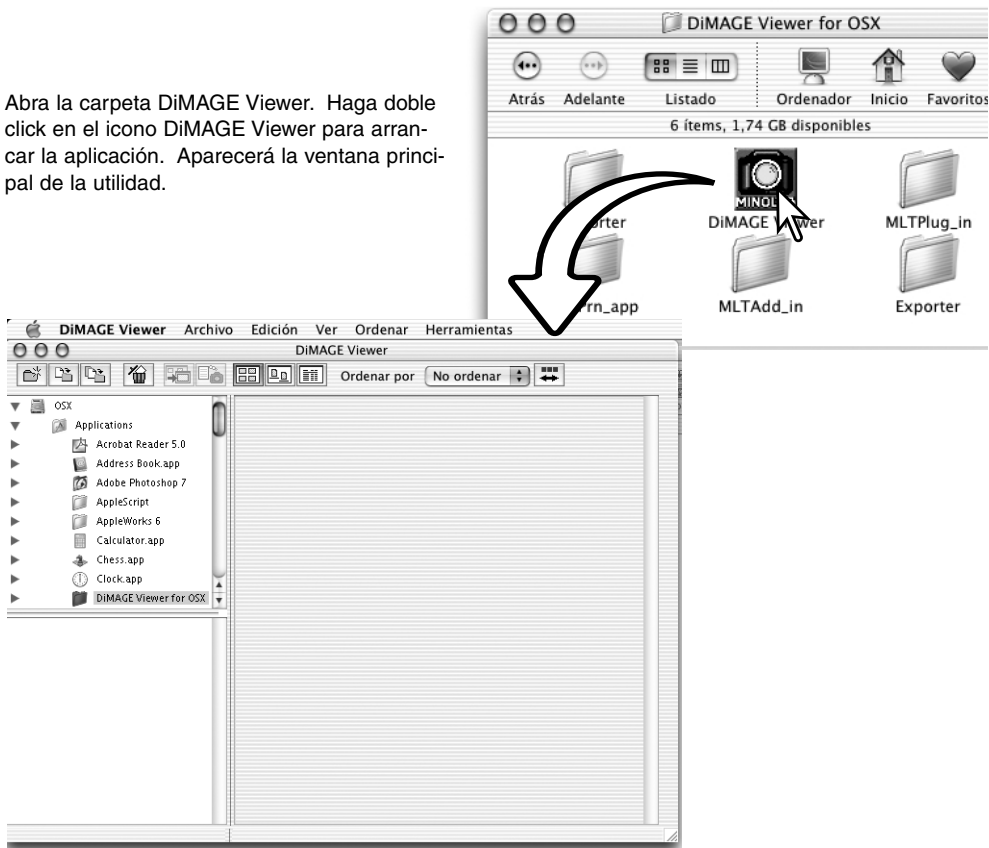 DiMAGE Viewer for OSX
Atrás Adelante Listado Ordenador Inicio Favoritos
6 ítems, 1,74 GB disponibles
Abra la carpeta DiMAGE Viewer. Haga doble
click en el icono DiMAGE Viewer para arran-
car la aplicación. Aparecerá la ventana princi-
pal de la utilidad.
DiMAGE Viewer MLTPlug_in
MLTAdd_in Exporter
DiMAGE Viewer Archivo Edición Ver Ordenar Herramientas
DiMAGE Viewer
Ordenar por No ordenar
OSX
Applications
Acrobat Reader 5.0
Address Book.app
Adobe Photoshop 7
AppleScript
AppleWorks 6
Calculator.app
Chess.app
Clock.app
DiMAGE Viewer for OSX